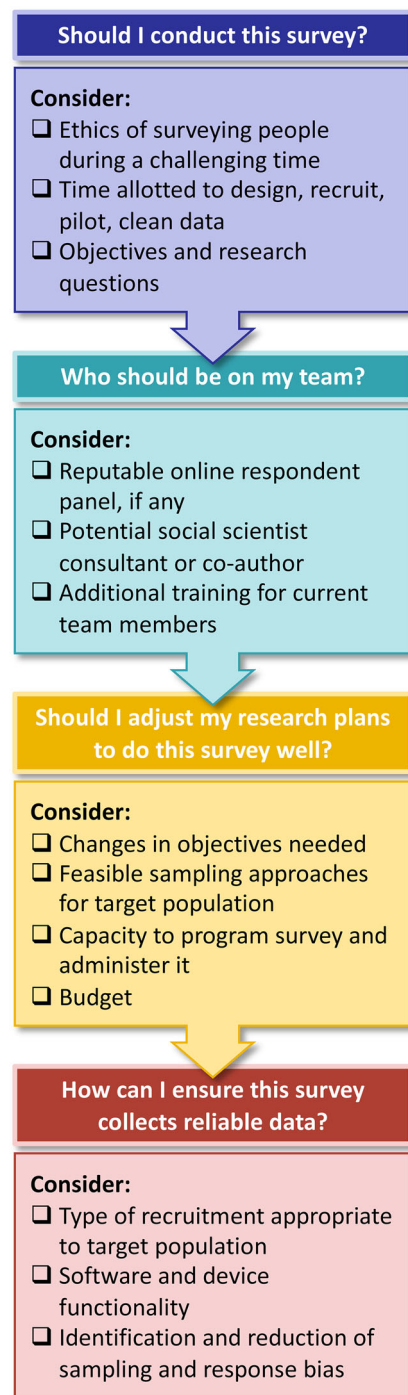 Should I conduct this survey?
Consider:
❑ Ethics of surveying people
during a challenging time
❑ Time allotted to design, recruit,
pilot, clean data
❑ Objectives and research
questions
Who should be on my team?
Consider:
❑ Reputable online respondent
panel, if any
❑ Potential social scientist
consultant or co-author
❑ Additional training for current
team members
Should I adjust my research plans
to do this survey well?
Consider:
❑ Changes in objectives needed
❑ Feasible sampling approaches
for target population
❑ Capacity to program survey and
administer it
❑ Budget
How can I ensure this survey
collects reliable data?
Consider:
❑ Type of recruitment appropriate
to target population
❑ Software and device
functionality
❑ Identification and reduction of
sampling and response bias